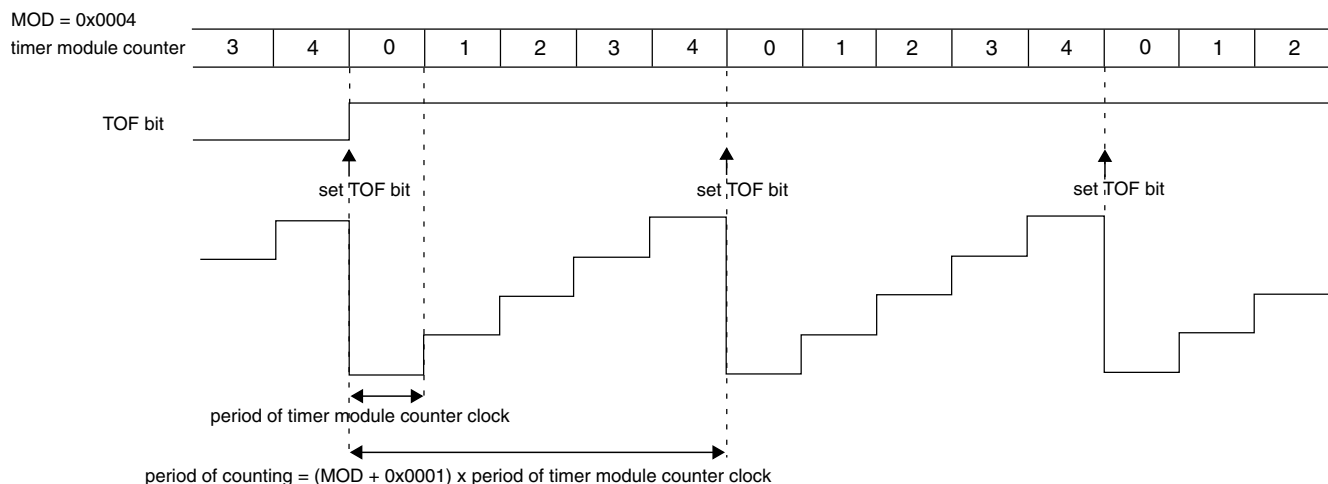 MOD = 0x0004
timer module counter 3 4 0 1 2 3 4 0 1 2 3 4 0 1 2
TOF bit
set TOF bit set TOF bit set TOF bit
period of timer module counter clock
period of counting = (MOD + 0x0001) x period of timer module counter clock